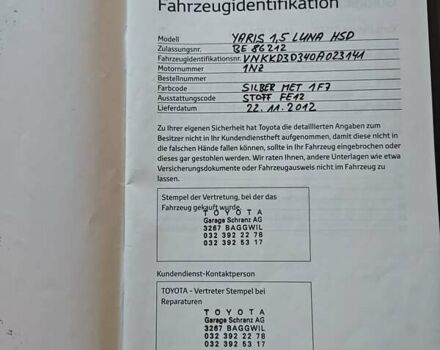 Fahrzeugidentifikation
Modell YARIS 1,5 LUNA HSD
Zulassungsnr. BE 86212
Fahrzeugidentifikationsnr. VNKKD3D340A023141
Motornummer 1NZ
Bestellnummer
Farbcode SILBER MET 1F7
Ausstattungscode STOFF FE12
Lieferdatum 22.11.2012
Zu Ihrer eigenen Sicherheit hat Toyota die detaillierten Angaben zum
Besitzer nicht in Ihr Kundendienstheft aufgenommen, damit diese nicht in
die falschen Hände fallen können, sollte in Ihr Fahrzeug eingebrochen oder
dieses gar gestohlen werden. Wir raten Ihnen, andere Unterlagen wie etwa
Versicherungsdokumente oder Fahrzeugausweis nicht im Fahrzeug zu
lassen.
Stempel der Vertretung, bei der das
Fahrzeug gekauft wurde
TOYOTA
Garage Schranz AG
3267 BAGGWIL
032 392 22 78
032 392 53 17
Kundendienst-Kontaktperson
TOYOTA - Vertreter Stempel bei
Reparaturen
TOYOTA
Garage Schranz AG
3267 BAGGWIL
032 392 22 78
032 392 53 17